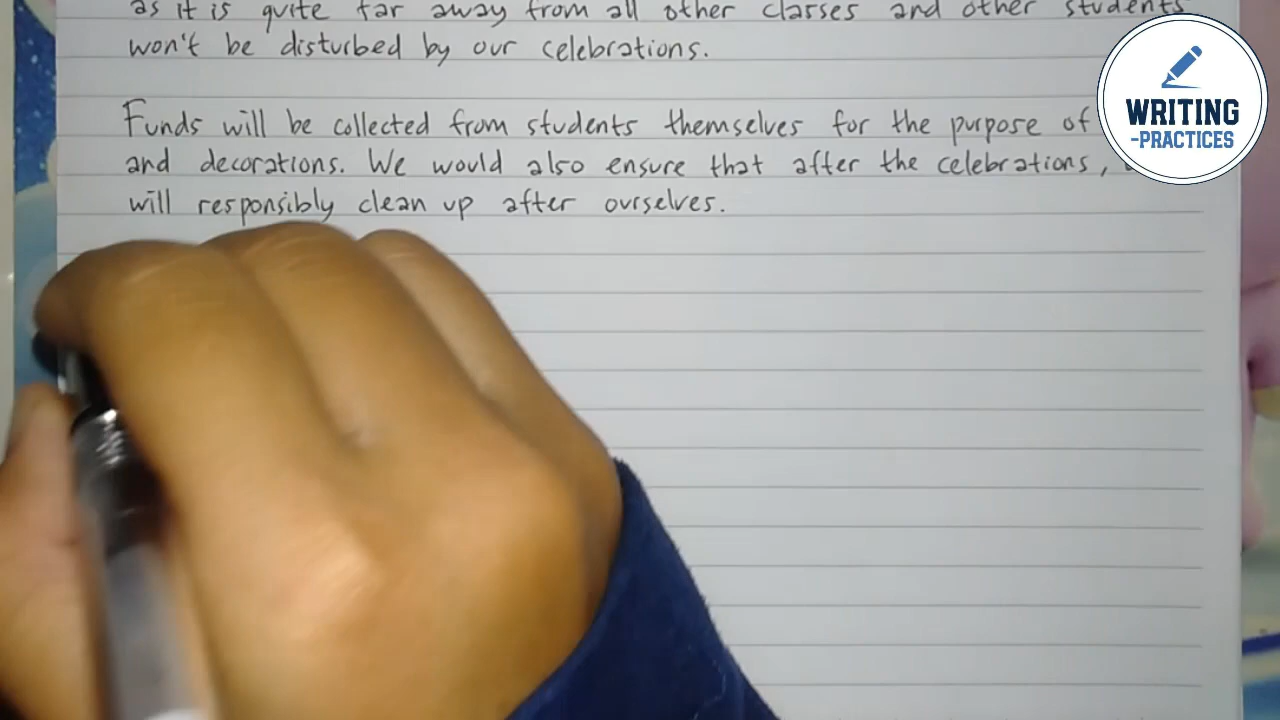 as it is quite far away from all other classes and other students
won't be disturbed by our celebrations.
Funds will be collected from students themselves for the purpose of
and decorations. We would also ensure that after the celebrations,
will responsibly clean up after ourselves.
WRITING
-PRACTICES